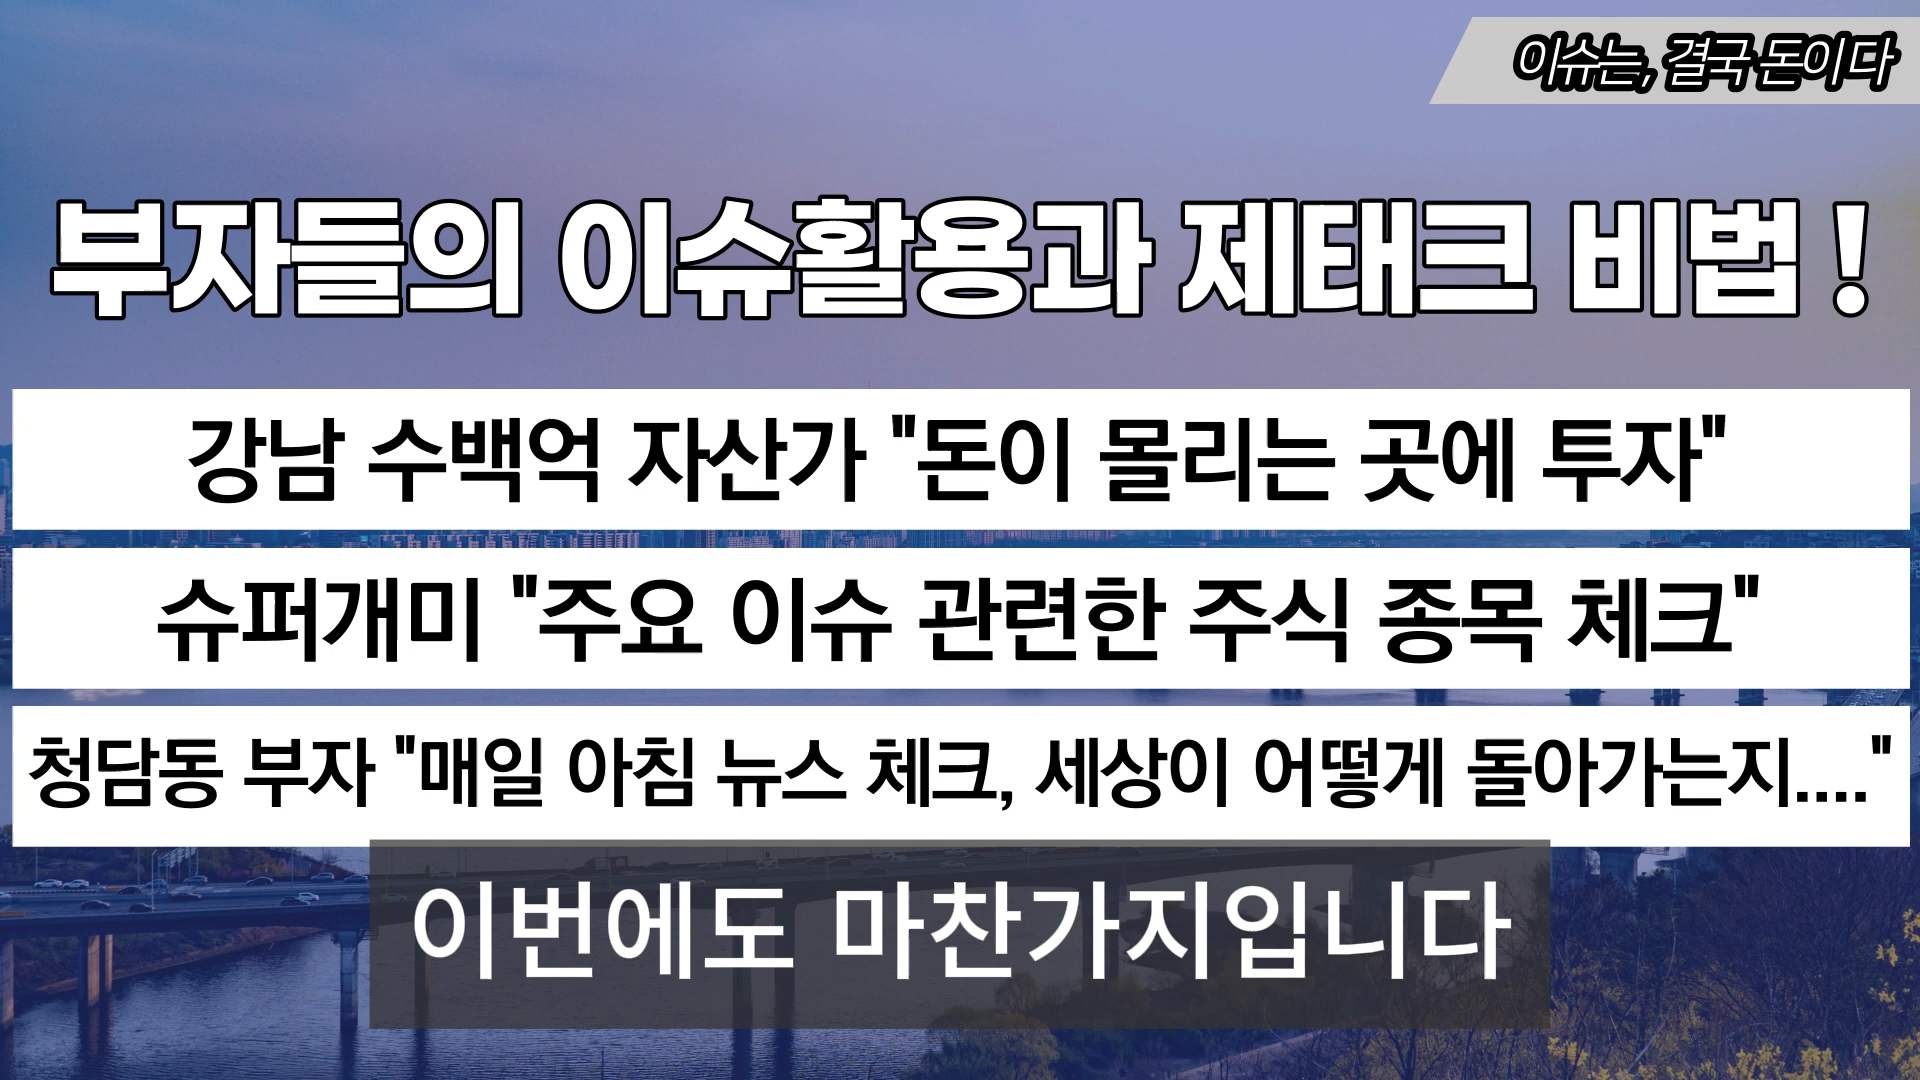 이슈는, 결국 돈이다
부자들의 이슈활용과 제태크 비법 !
강남 수백억 자산가 "돈이 몰리는 곳에 투자"
슈퍼개미 "주요 이슈 관련한 주식 종목 체크"
청담동 부자 "매일 아침 뉴스 체크, 세상이 어떻게 돌아가는지...."
이번에도 마찬가지입니다